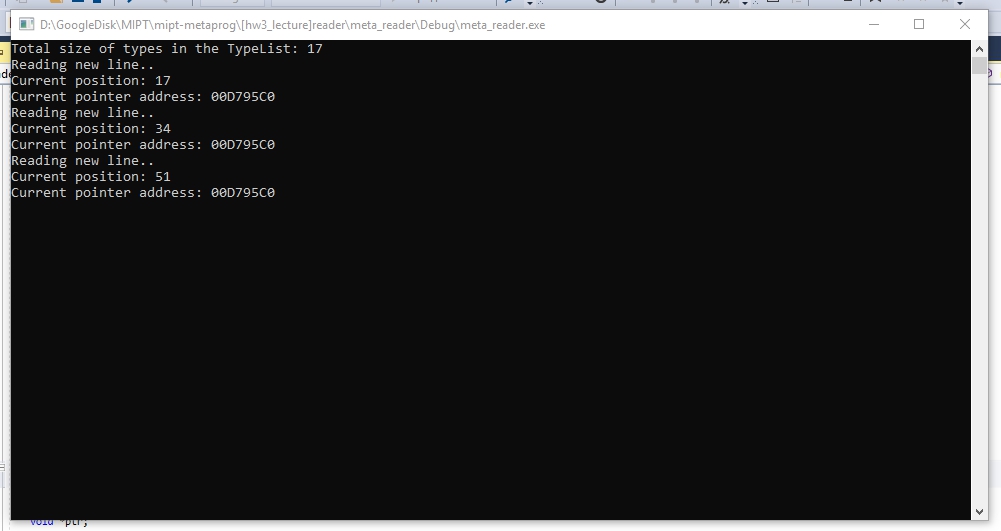 D:\GoogleDisk\MIPT\mipt-metaprog\[hw3_lecture]reader\meta_reader\Debug\meta_reader.exe
Total size of types in the TypeList: 17
Reading new line..
Current position: 17
Current pointer address: 00D795C0
Reading new line..
Current position: 34
Current pointer address: 00D795C0
Reading new line..
Current position: 51
Current pointer address: 00D795C0
void *ptr;